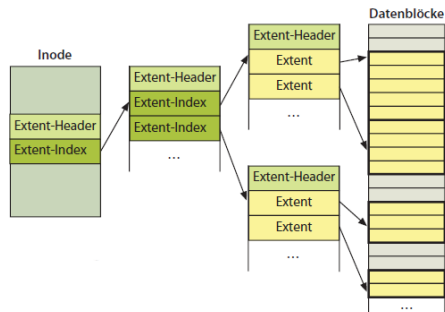 Inode
Extent-Header
Extent-Index
Extent-Header
Extent-Index
Extent-Index
...
Extent-Header
Extent
Extent
...
Extent-Header
Extent
Extent
...
Datenblöcke
...